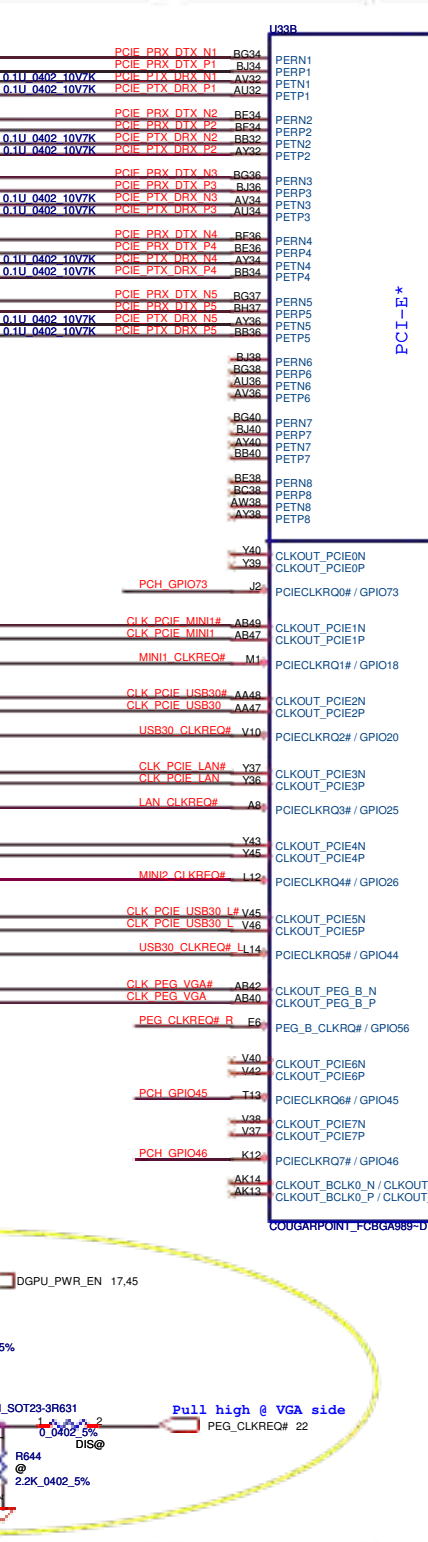 U33B
PCIE_PRX_DTX_N1 BG34 PERN1
PCIE_PRX_DTX_P1 BJ34 PERP1
0.1U_0402_10V7K PCIE_PTX_DRX_N1 AV32 PETN1
0.1U_0402_10V7K PCIE_PTX_DRX_P1 AU32 PETP1
PCIE_PRX_DTX_N2 BE34 PERN2
PCIE_PRX_DTX_P2 BF34 PERP2
0.1U_0402_10V7K PCIE_PTX_DRX_N2 BB32 PETN2
0.1U_0402_10V7K PCIE_PTX_DRX_P2 AY32 PETP2
PCIE_PRX_DTX_N3 BG36 PERN3
PCIE_PRX_DTX_P3 BJ36 PERP3
0.1U_0402_10V7K PCIE_PTX_DRX_N3 AV34 PETN3
0.1U_0402_10V7K PCIE_PTX_DRX_P3 AU34 PETP3
PCIE_PRX_DTX_N4 BF36 PERN4
PCIE_PRX_DTX_P4 BE36 PERP4
0.1U_0402_10V7K PCIE_PTX_DRX_N4 AY34 PETN4
0.1U_0402_10V7K PCIE_PTX_DRX_P4 BB34 PETP4
PCIE_PRX_DTX_N5 BG37 PERN5
PCIE_PRX_DTX_P5 BH37 PERP5
0.1U_0402_10V7K PCIE_PTX_DRX_N5 AY36 PETN5
0.1U_0402_10V7K PCIE_PTX_DRX_P5 BB36 PETP5
PCI-E*
BJ38 PERN6
BG38 PERP6
AU36 PETN6
AV36 PETP6
BG40 PERN7
BJ40 PERP7
AY40 PETN7
BB40 PETP7
BE38 PERN8
BC38 PERP8
AW38 PETN8
AY38 PETP8
Y40 CLKOUT_PCIE0N
Y39 CLKOUT_PCIE0P
PCH_GPIO73 J2 PCIECLKRQ0# / GPIO73
CLK_PCIE_MINI1# AB49 CLKOUT_PCIE1N
CLK_PCIE_MINI1 AB47 CLKOUT_PCIE1P
MINI1_CLKREQ# M1 PCIECLKRQ1# / GPIO18
CLK_PCIE_USB30# AA48 CLKOUT_PCIE2N
CLK_PCIE_USB30 AA47 CLKOUT_PCIE2P
USB30_CLKREQ# V10 PCIECLKRQ2# / GPIO20
CLK_PCIE_LAN# Y37 CLKOUT_PCIE3N
CLK_PCIE_LAN Y36 CLKOUT_PCIE3P
LAN_CLKREQ# A8 PCIECLKRQ3# / GPIO25
Y43 CLKOUT_PCIE4N
Y45 CLKOUT_PCIE4P
MINI2_CLKREQ# L12 PCIECLKRQ4# / GPIO26
CLK_PCIE_USB30_L# V45 CLKOUT_PCIE5N
CLK_PCIE_USB30_L V46 CLKOUT_PCIE5P
USB30_CLKREQ#_L L14 PCIECLKRQ5# / GPIO44
CLK_PEG_VGA# AB42 CLKOUT_PEG_B_N
CLK_PEG_VGA AB40 CLKOUT_PEG_B_P
PEG_CLKREQ#_R E6 PEG_B_CLKRQ# / GPIO56
V40 CLKOUT_PCIE6N
V42 CLKOUT_PCIE6P
PCH_GPIO45 T13 PCIECLKRQ6# / GPIO45
V38 CLKOUT_PCIE7N
V37 CLKOUT_PCIE7P
PCH_GPIO46 K12 PCIECLKRQ7# / GPIO46
AK14 CLKOUT_BCLK0_N / CLKOUT
AK13 CLKOUT_BCLK0_P / CLKOUT_
COUGARPOINT_FCBGA989~D
DGPU_PWR_EN 17,45
5%
_SOT23-3 R631
Pull high @ VGA side
1 2
PEG_CLKREQ# 22
0_0402_5%
DIS@
R644
@
2.2K_0402_5%